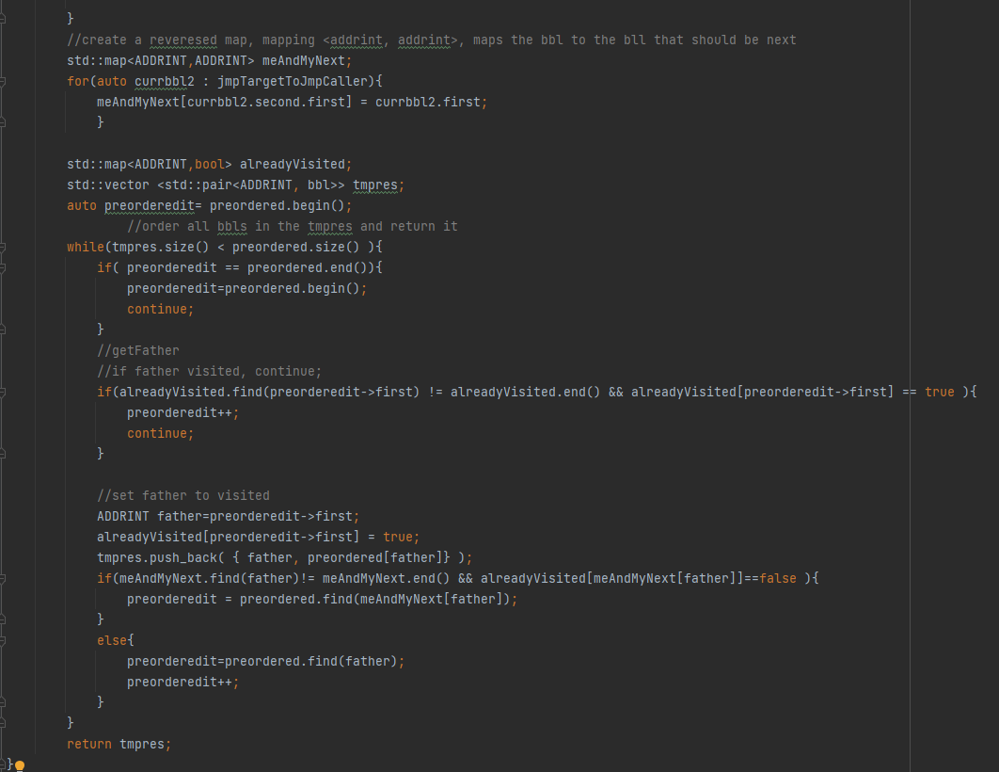 }
//create a reveresed map, mapping <addrint, addrint>, maps the bbl to the bll that should be next
std::map<ADDRINT,ADDRINT> meAndMyNext;
for(auto currbbl2 : jmpTargetToJmpCaller){
meAndMyNext[currbbl2.second.first] = currbbl2.first;
}
std::map<ADDRINT,bool> alreadyVisited;
std::vector <std::pair<ADDRINT, bbl>> tmpres;
auto preorderedit= preordered.begin();
//order all bbls in the tmpres and return it
while(tmpres.size() < preordered.size() ){
if( preorderedit == preordered.end()){
preorderedit=preordered.begin();
continue;
}
//getFather
//if father visited, continue;
if(alreadyVisited.find(preorderedit->first) != alreadyVisited.end() && alreadyVisited[preorderedit->first] == true ){
preorderedit++;
continue;
}
//set father to visited
ADDRINT father=preorderedit->first;
alreadyVisited[preorderedit->first] = true;
tmpres.push_back( { father, preordered[father]} );
if(meAndMyNext.find(father)!= meAndMyNext.end() && alreadyVisited[meAndMyNext[father]]==false ){
preorderedit = preordered.find(meAndMyNext[father]);
}
else{
preorderedit=preordered.find(father);
preorderedit++;
}
}
return tmpres;
}